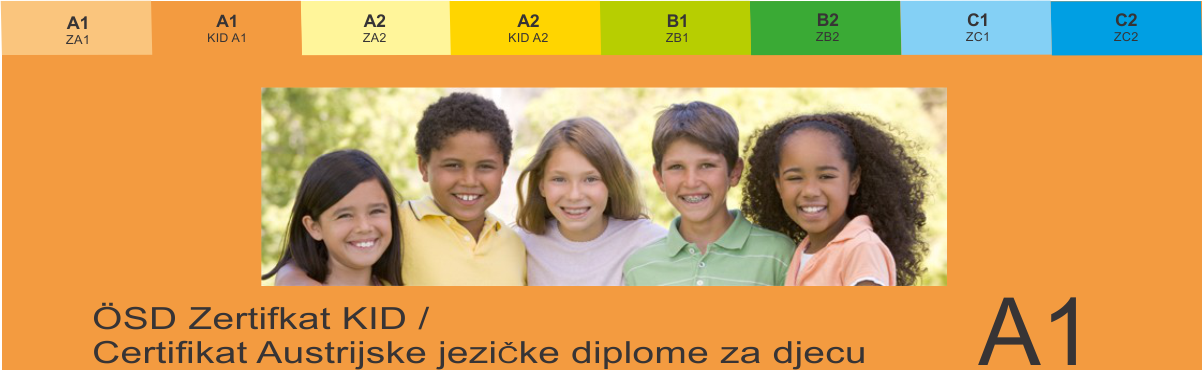 A1 A1 A2 A2 B1 B2 C1 C2
ZA1 KID A1 ZA2 KID A2 ZB1 ZB2 ZC1 ZC2
ÖSD Zertifkat KID /
Certifikat Austrijske jezičke diplome za djecu
A1